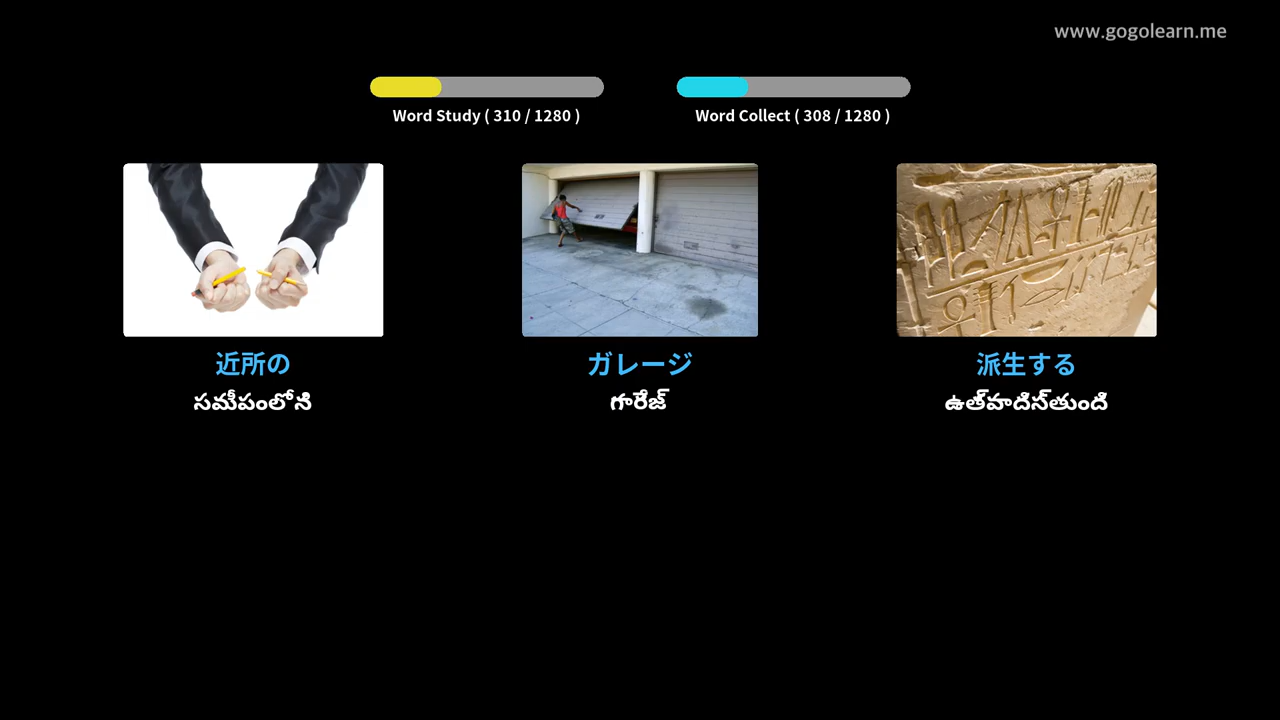 www.gogolearn.me
Word Study ( 310 / 1280 )
Word Collect ( 308 / 1280 )
近所の
ガレージ
派生する
సమీపంలోని
గారేజ్
ఉత్పాదిస్తుంది